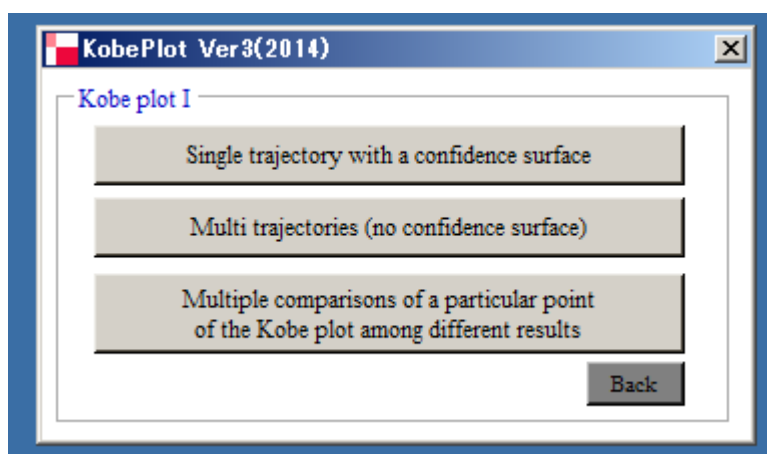 KobePlot Ver3(2014)
Kobe plot I
Single trajectory with a confidence surface
Multi trajectories (no confidence surface)
Multiple comparisons of a particular point
of the Kobe plot among different results
Back